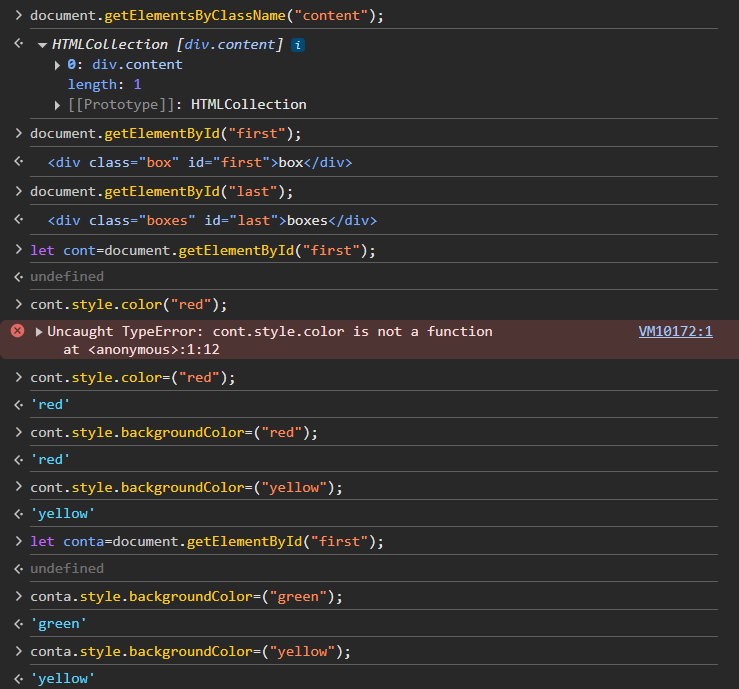 document.getElementsByClassName("content");
HTMLCollection [div.content] i
0: div.content
length: 1
[[Prototype]]: HTMLCollection
document.getElementById("first");
<div class="box" id="first">box</div>
document.getElementById("last");
<div class="boxes" id="last">boxes</div>
let cont=document.getElementById("first");
undefined
cont.style.color("red");
Uncaught TypeError: cont.style.color is not a function VM10172:1
at <anonymous>:1:12
cont.style.color=("red");
'red'
cont.style.backgroundColor=("red");
'red'
cont.style.backgroundColor=("yellow");
'yellow'
let conta=document.getElementById("first");
undefined
conta.style.backgroundColor=("green");
'green'
conta.style.backgroundColor=("yellow");
'yellow'